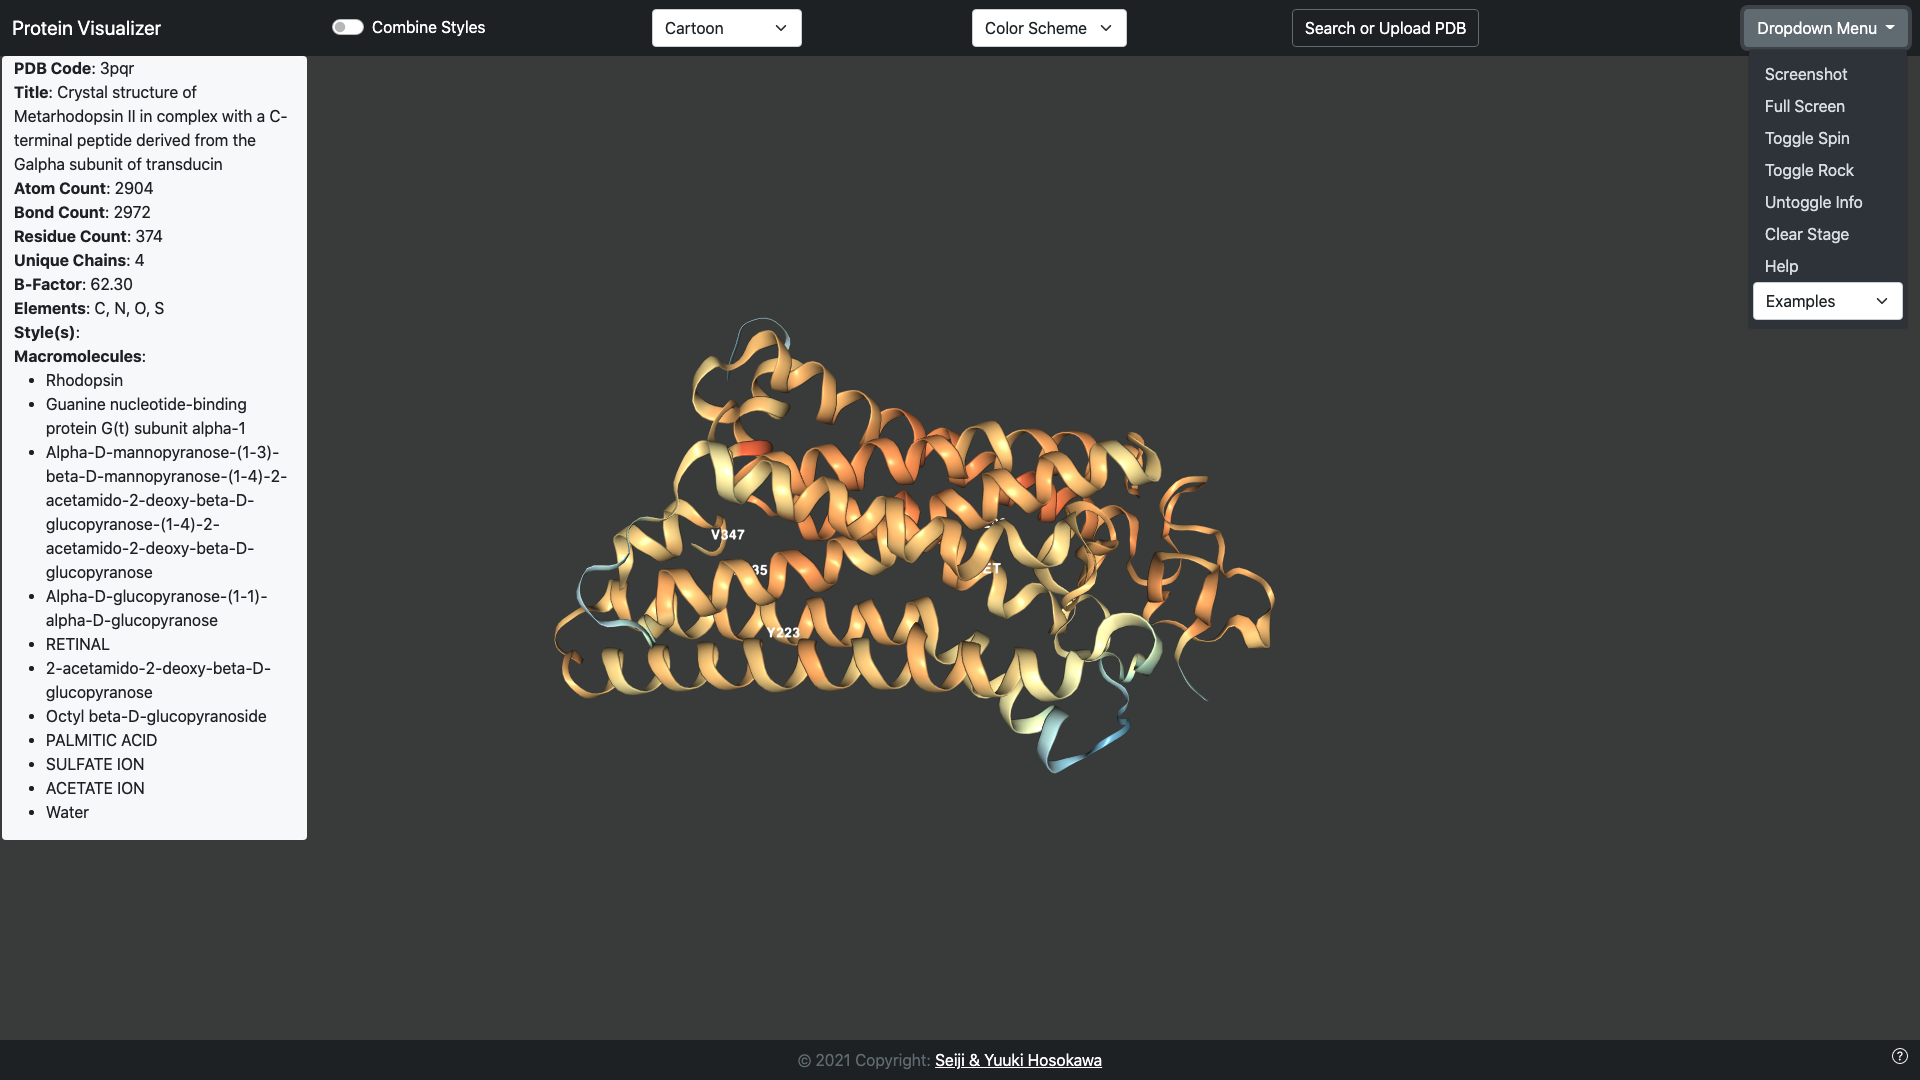 Protein Visualizer
Combine Styles
Cartoon
Color Scheme
Search or Upload PDB
Dropdown Menu
Screenshot
Full Screen
Toggle Spin
Toggle Rock
Untoggle Info
Clear Stage
Help
Examples
PDB Code: 3pqr
Title: Crystal structure of
Metarhodopsin II in complex with a C-
terminal peptide derived from the
Galpha subunit of transducin
Atom Count: 2904
Bond Count: 2972
Residue Count: 374
Unique Chains: 4
B-Factor: 62.30
Elements: C, N, O, S
Style(s):
Macromolecules:
• Rhodopsin
• Guanine nucleotide-binding
protein G(t) subunit alpha-1
• Alpha-D-mannopyranose-(1-3)-
beta-D-mannopyranose-(1-4)-2-
acetamido-2-deoxy-beta-D-
glucopyranose-(1-4)-2-
acetamido-2-deoxy-beta-D-
glucopyranose
• Alpha-D-glucopyranose-(1-1)-
alpha-D-glucopyranose
• RETINAL
• 2-acetamido-2-deoxy-beta-D-
glucopyranose
• Octyl beta-D-glucopyranoside
• PALMITIC ACID
• SULFATE ION
• ACETATE ION
• Water
V347
Y223
© 2021 Copyright: Seiji & Yuuki Hosokawa